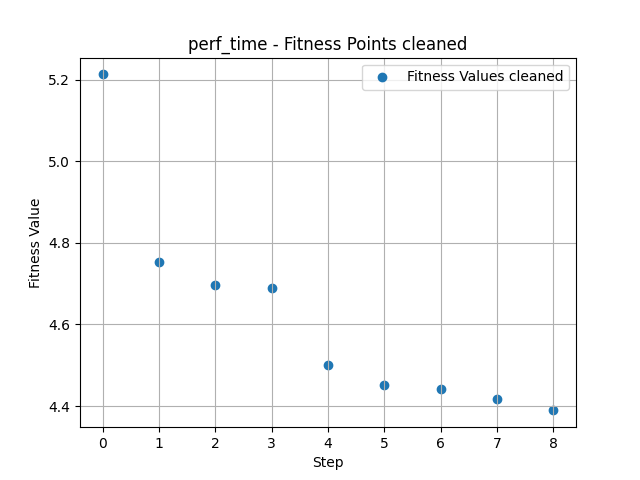 perf_time - Fitness Points cleaned
Fitness Values cleaned
Fitness Value
5.2
5.0
4.8
4.6
4.4
0 1 2 3 4 5 6 7 8
Step